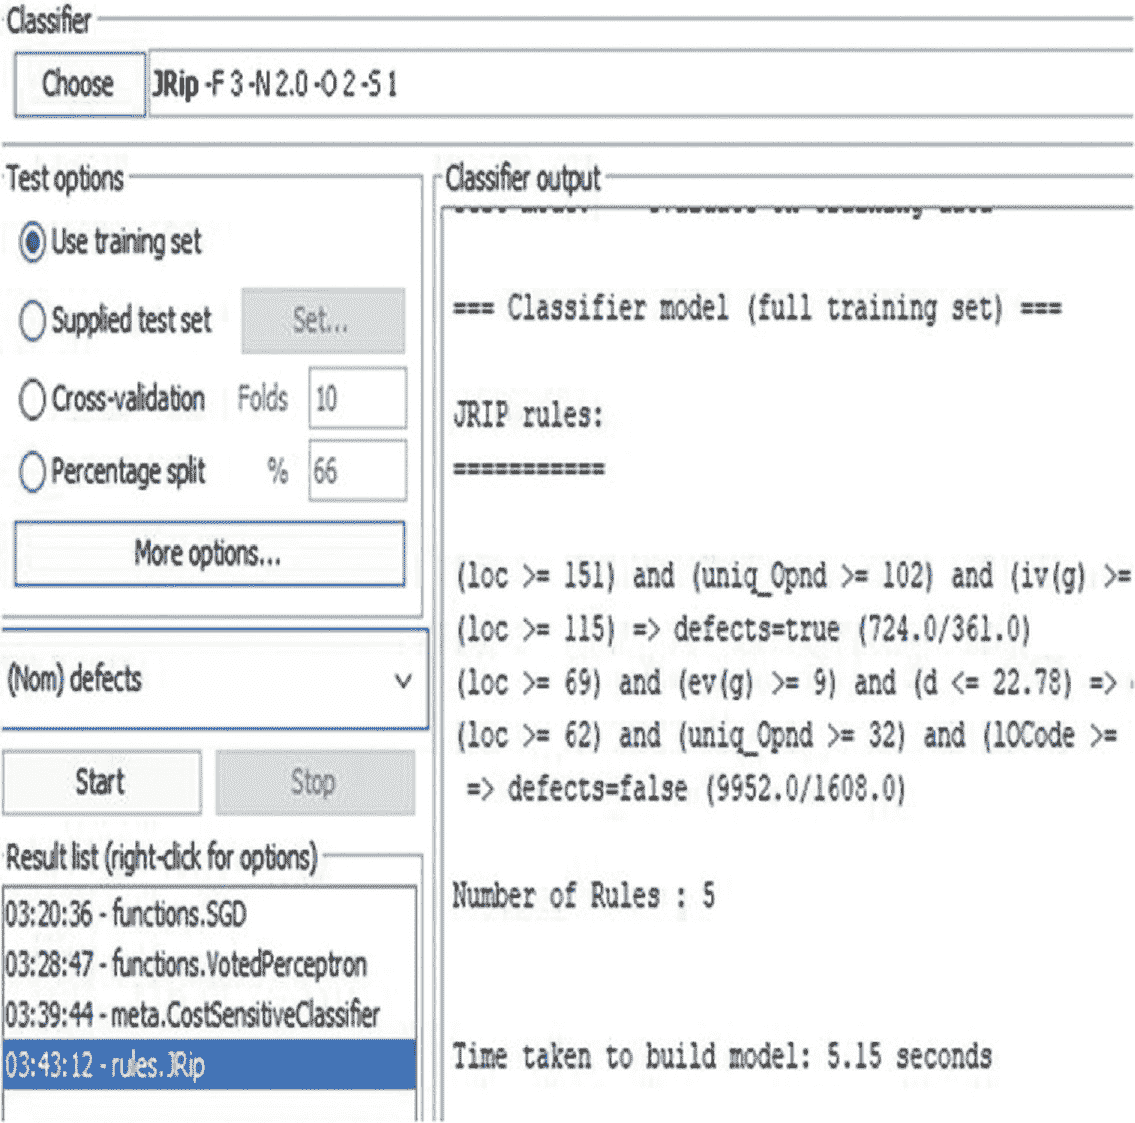 Classifier
Choose JRip -F 3 -N 2.0 -O 2 -S 1
Test options
Use training set
Supplied test set Set...
Cross-validation Folds 10
Percentage split % 66
More options...
(Nom) defects
Start Stop
Result list (right-click for options)
03:20:36 - functions.SGD
03:28:47 - functions.VotedPerceptron
03:39:44 - meta.CostSensitiveClassifier
03:43:12 - rules.JRip
Classifier output
=== Classifier model (full training set) ===
JRIP rules:
===========
(loc >= 151) and (uniq_Opnd >= 102) and (iv(g) >=
(loc >= 115) => defects=true (724.0/361.0)
(loc >= 69) and (ev(g) >= 9) and (d <= 22.78) =>
(loc >= 62) and (uniq_Opnd >= 32) and (lOCode >=
=> defects=false (9952.0/1608.0)
Number of Rules : 5
Time taken to build model: 5.15 seconds